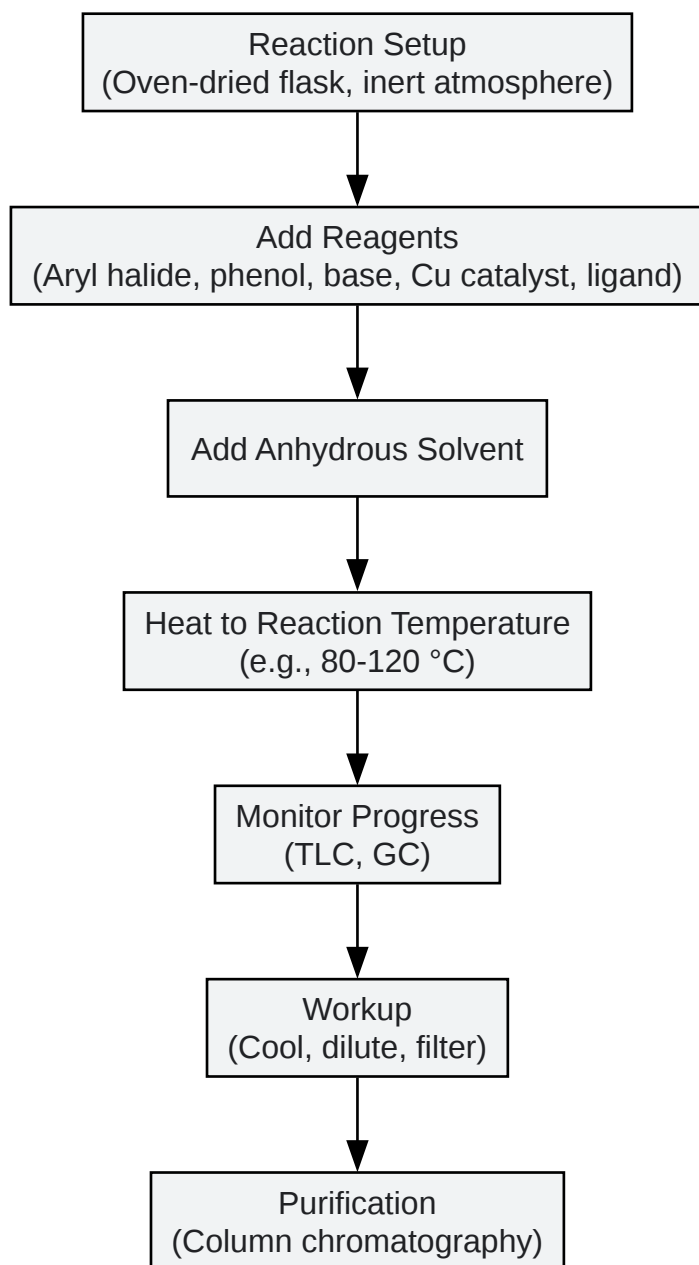 Reaction Setup
(Oven-dried flask, inert atmosphere)
Add Reagents
(Aryl halide, phenol, base, Cu catalyst, ligand)
Add Anhydrous Solvent
Heat to Reaction Temperature
(e.g., 80-120 °C)
Monitor Progress
(TLC, GC)
Workup
(Cool, dilute, filter)
Purification
(Column chromatography)